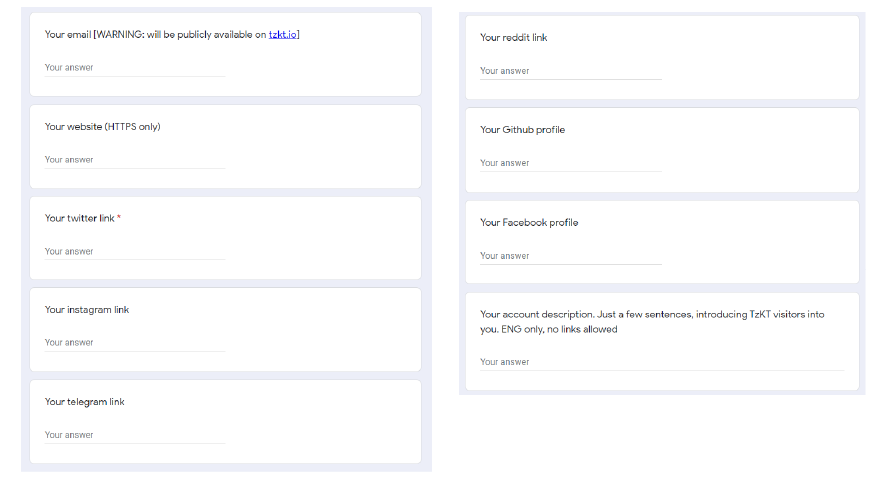 Your email [WARNING: will be publicly available on tzkt.io]
Your answer
Your website (HTTPS only)
Your answer
Your twitter link *
Your answer
Your instagram link
Your answer
Your telegram link
Your answer
Your reddit link
Your answer
Your Github profile
Your answer
Your Facebook profile
Your answer
Your account description. Just a few sentences, introducing TzKT visitors into
you. ENG only, no links allowed
Your answer